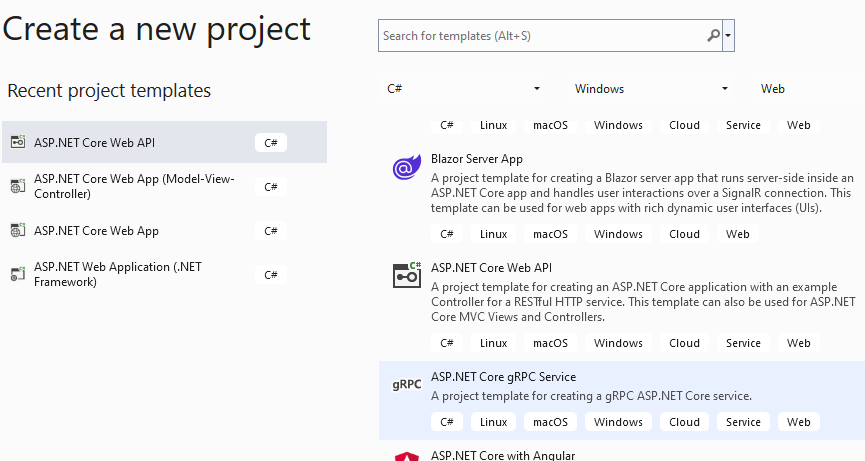 Create a new project
Search for templates (Alt+S)
Recent project templates
C# Windows Web
ASP.NET Core Web API C#
ASP.NET Core Web App (Model-View-
Controller) C#
ASP.NET Core Web App C#
ASP.NET Web Application (.NET
Framework) C#
C# Linux macOS Windows Cloud Service Web
@
Blazor Server App
A project template for creating a Blazor server app that runs server-side inside an
ASP.NET Core app and handles user interactions over a SignalR connection. This
template can be used for web apps with rich dynamic user interfaces (UIs).
C# Linux macOS Windows Cloud Web
C#
ASP.NET Core Web API
A project template for creating an ASP.NET Core application with an example
Controller for a RESTful HTTP service. This template can also be used for ASP.NET
Core MVC Views and Controllers.
C# Linux macOS Windows Cloud Service Web
gRPC
ASP.NET Core gRPC Service
A project template for creating a gRPC ASP.NET Core service.
C# Linux macOS Windows Cloud Service Web
ASP.NET Core with Angular